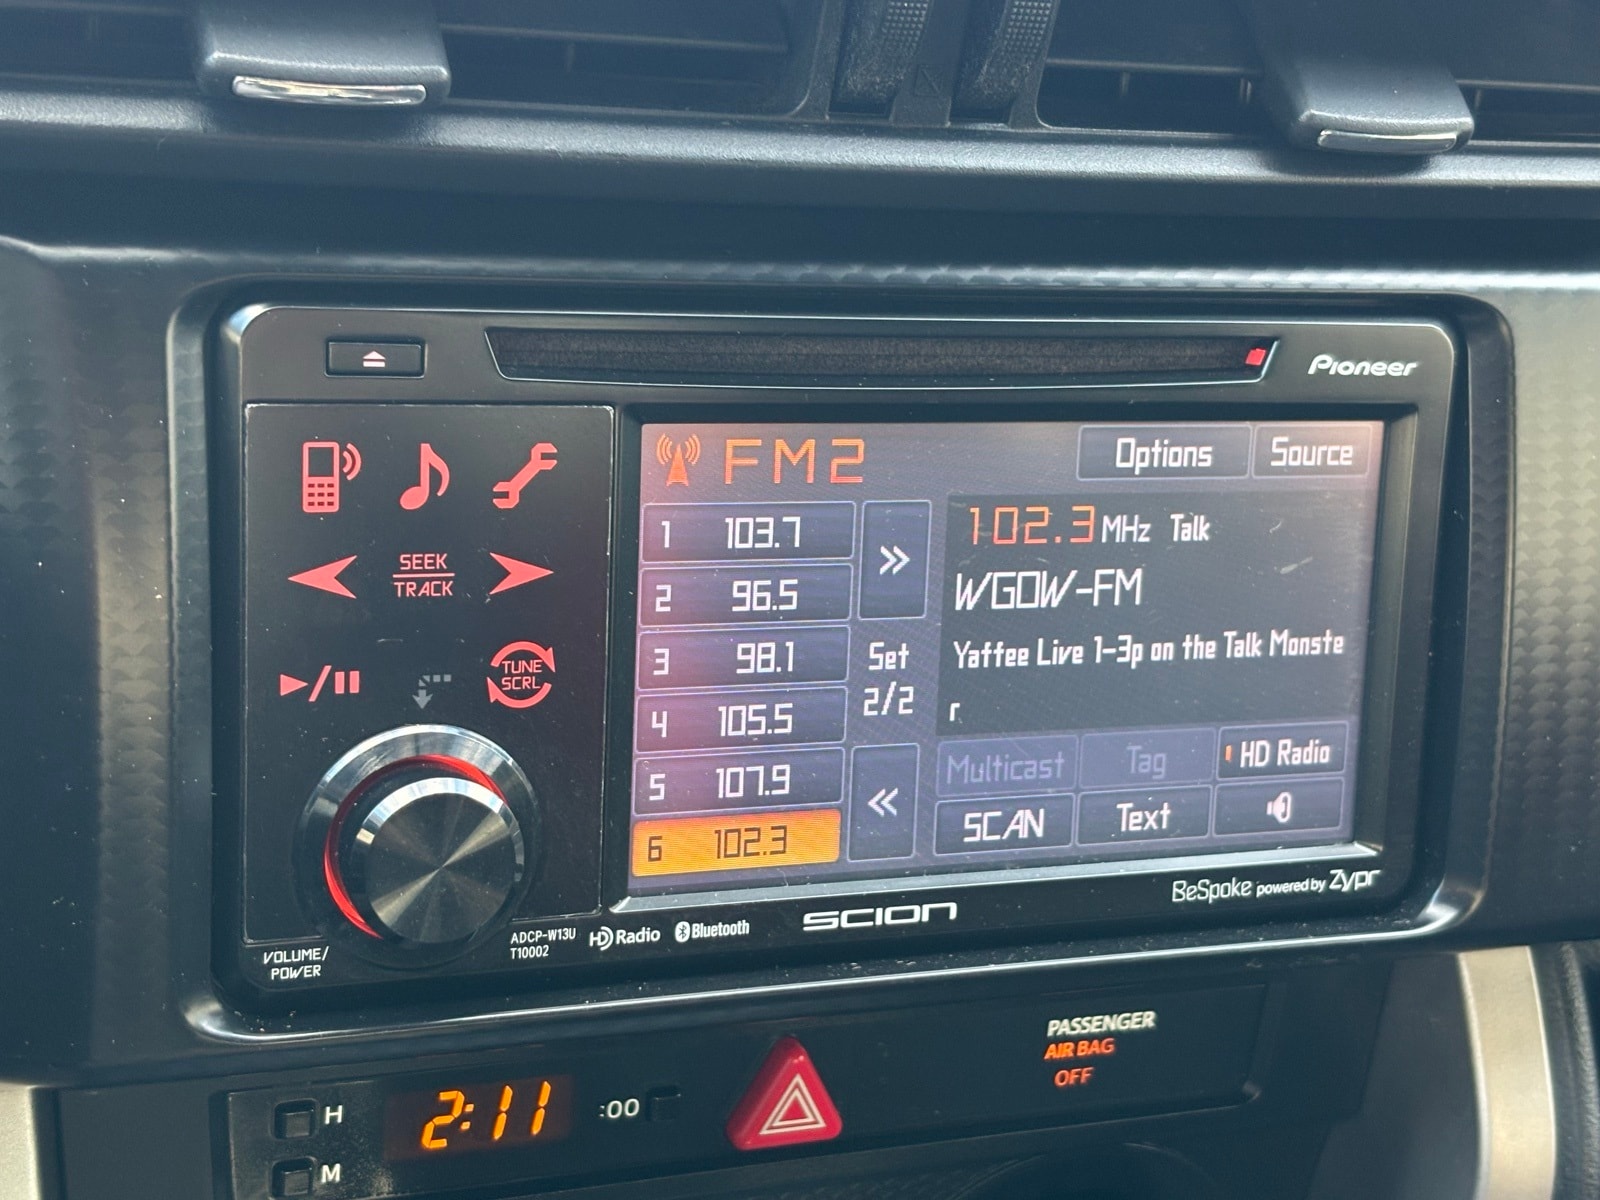 Pioneer
SEEK
TRACK
TUNE
SCRL
VOLUME/
POWER
FM2
Options
Source
1 103.7
2 96.5
3 98.1
4 105.5
5 107.9
6 102.3
Set
2/2
102.3 MHz Talk
WGOW-FM
Yaffee Live 1-3p on the Talk Monste
r
Multicast
Tag
HD Radio
SCAN
Text
ADCP-W13U
T10002
HD Radio
Bluetooth
SCION
BeSpoke powered by Zypr
H
2:11
:00
M
PASSENGER
AIR BAG
OFF